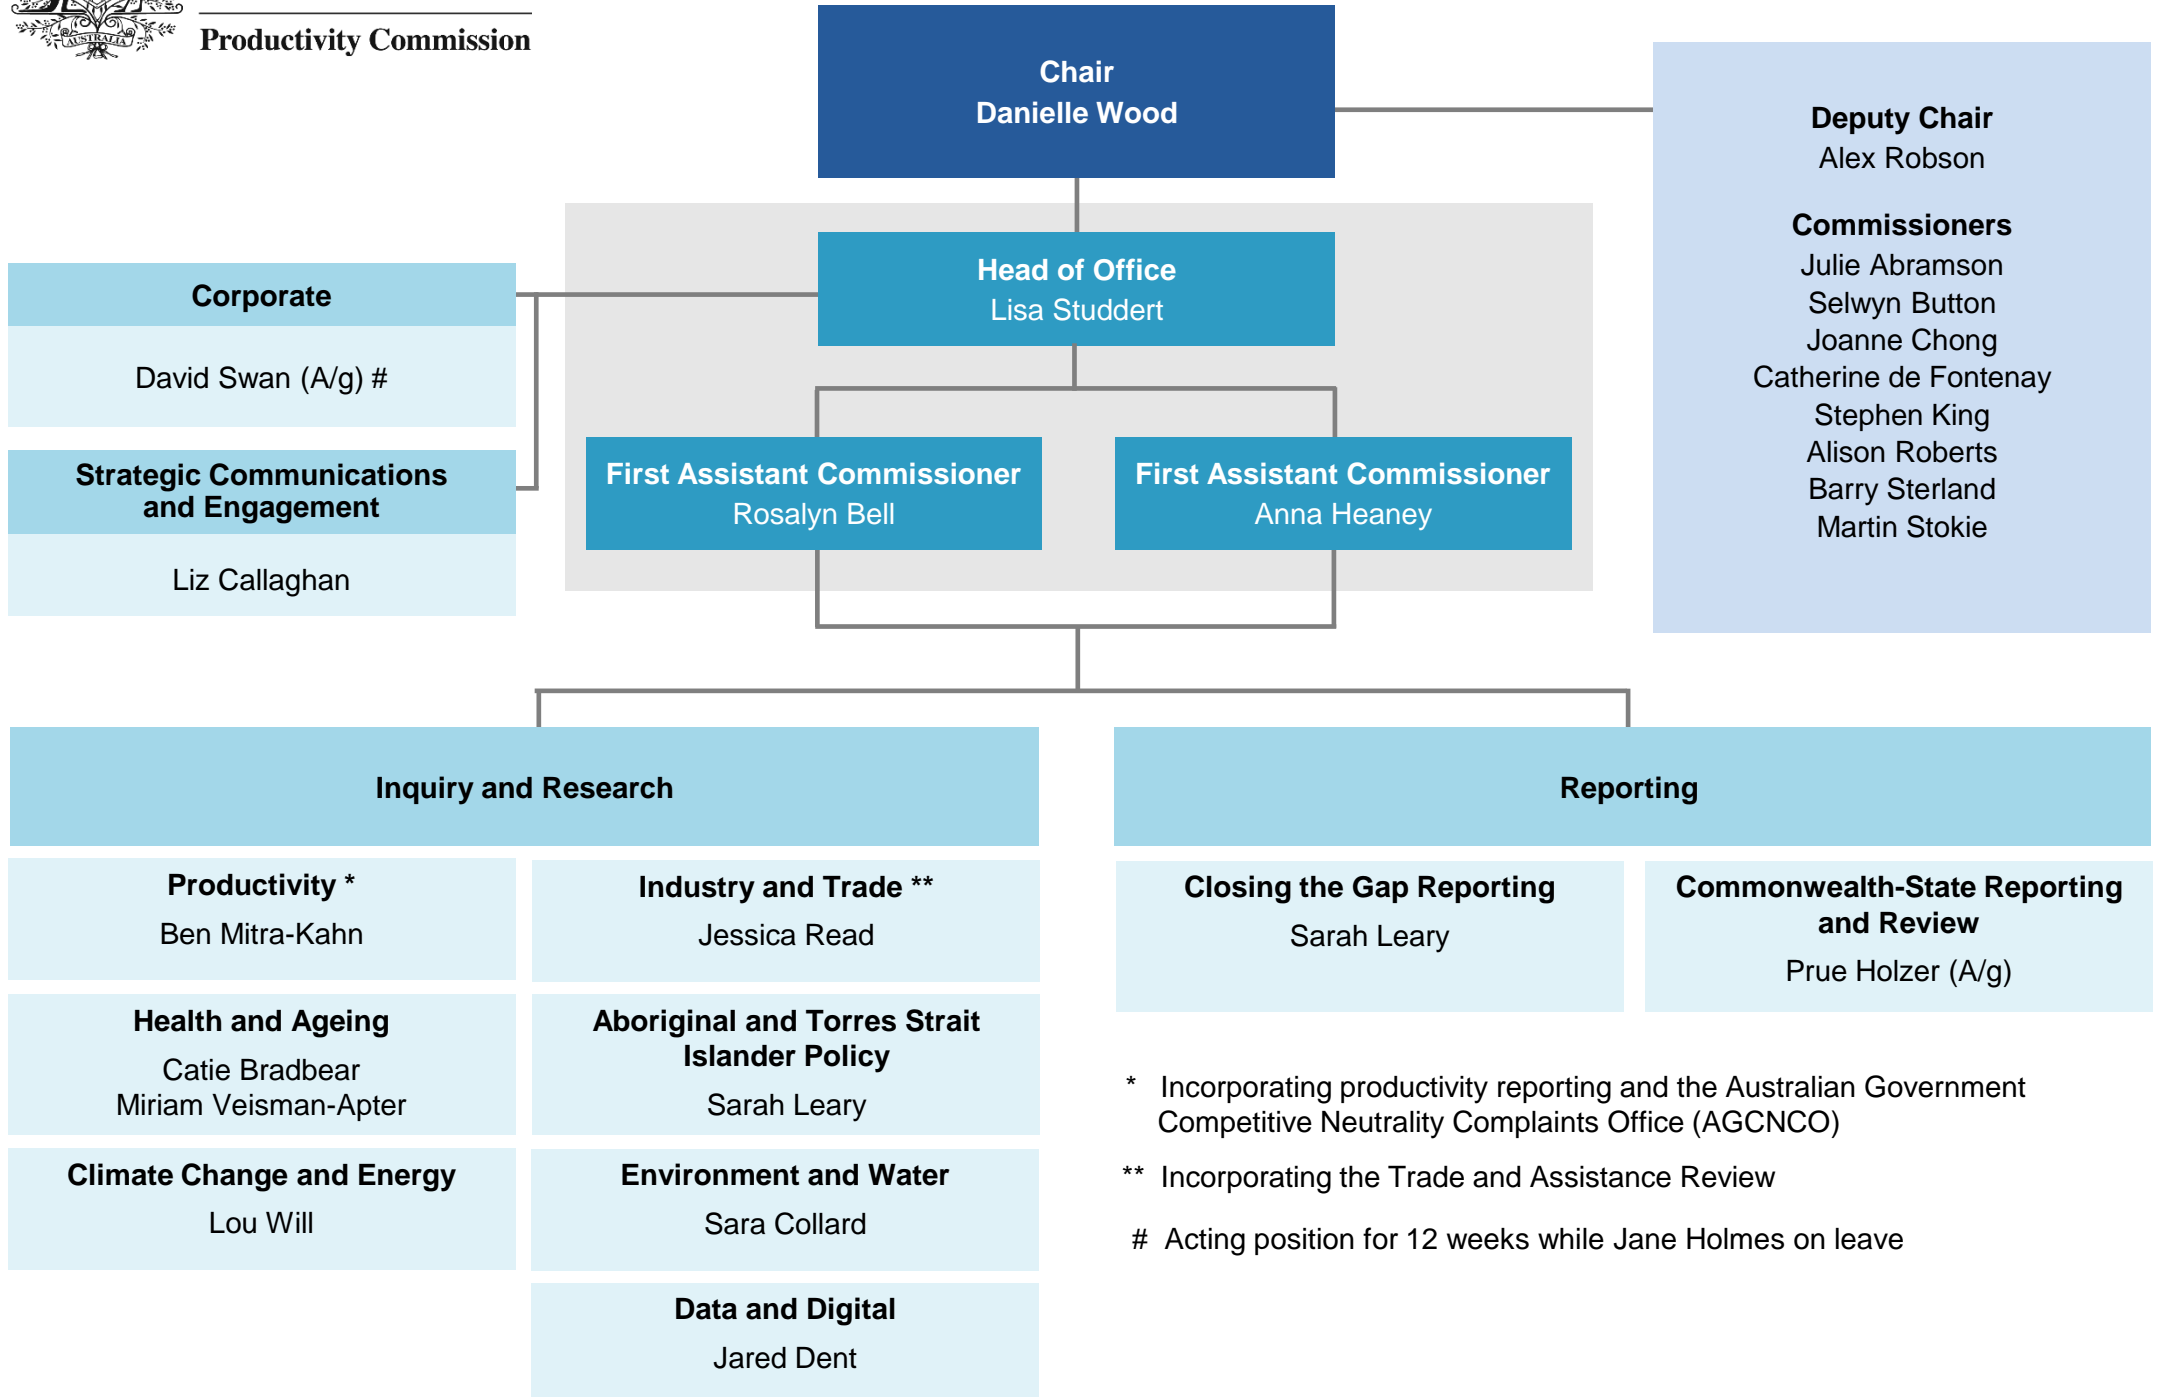 AUSTRALIA
Productivity Commission
Chair
Danielle Wood
Deputy Chair
Alex Robson
Commissioners
Julie Abramson
Selwyn Button
Joanne Chong
Catherine de Fontenay
Stephen King
Alison Roberts
Barry Sterland
Martin Stokie
Head of Office
Lisa Studdert
Corporate
David Swan (A/g) #
Strategic Communications
and Engagement
Liz Callaghan
First Assistant Commissioner
Rosalyn Bell
First Assistant Commissioner
Anna Heaney
Inquiry and Research
Productivity *
Ben Mitra-Kahn
Industry and Trade **
Jessica Read
Health and Ageing
Catie Bradbear
Miriam Veisman-Apter
Aboriginal and Torres Strait
Islander Policy
Sarah Leary
Climate Change and Energy
Lou Will
Environment and Water
Sara Collard
Data and Digital
Jared Dent
Reporting
Closing the Gap Reporting
Sarah Leary
Commonwealth-State Reporting
and Review
Prue Holzer (A/g)
* Incorporating productivity reporting and the Australian Government
Competitive Neutrality Complaints Office (AGCNCO)
** Incorporating the Trade and Assistance Review
# Acting position for 12 weeks while Jane Holmes on leave